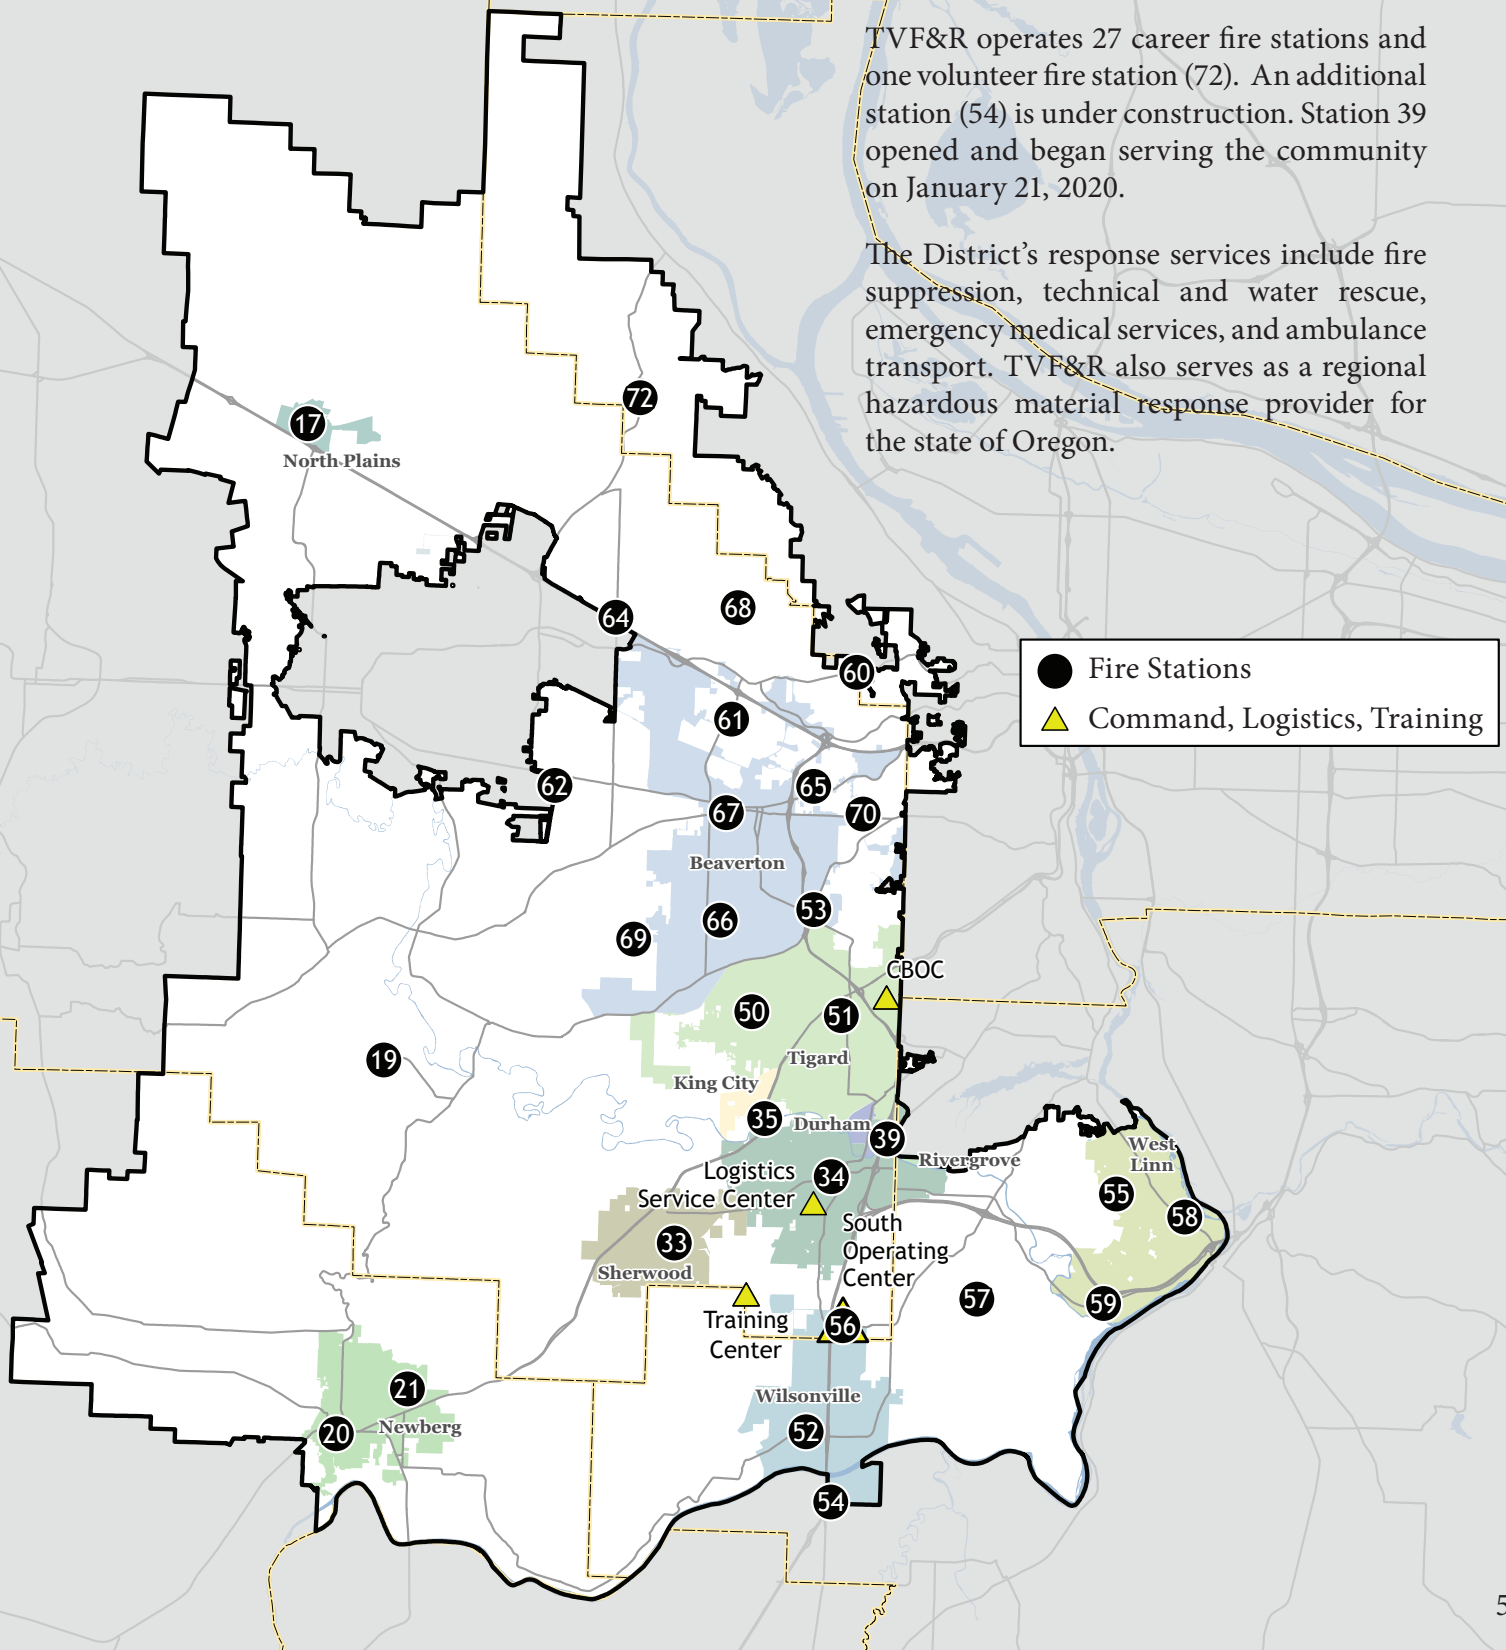 TVF&R operates 27 career fire stations and
one volunteer fire station (72). An additional
station (54) is under construction. Station 39
opened and began serving the community
on January 21, 2020.
The District’s response services include fire
suppression, technical and water rescue,
emergency medical services, and ambulance
transport. TVF&R also serves as a regional
hazardous material response provider for
the state of Oregon.
72
17
North Plains
64
68
Fire Stations
Command, Logistics, Training
60
61
62
65
67
70
Beaverton
53
66
69
CBOC
50
51
19
Tigard
King City
35
Durham
39
West
Linn
Rivergrove
Logistics
Service Center
34
55
58
South
Operating
Center
33
Sherwood
57
59
Training
Center
56
21
Wilsonville
20
Newberg
52
54
5